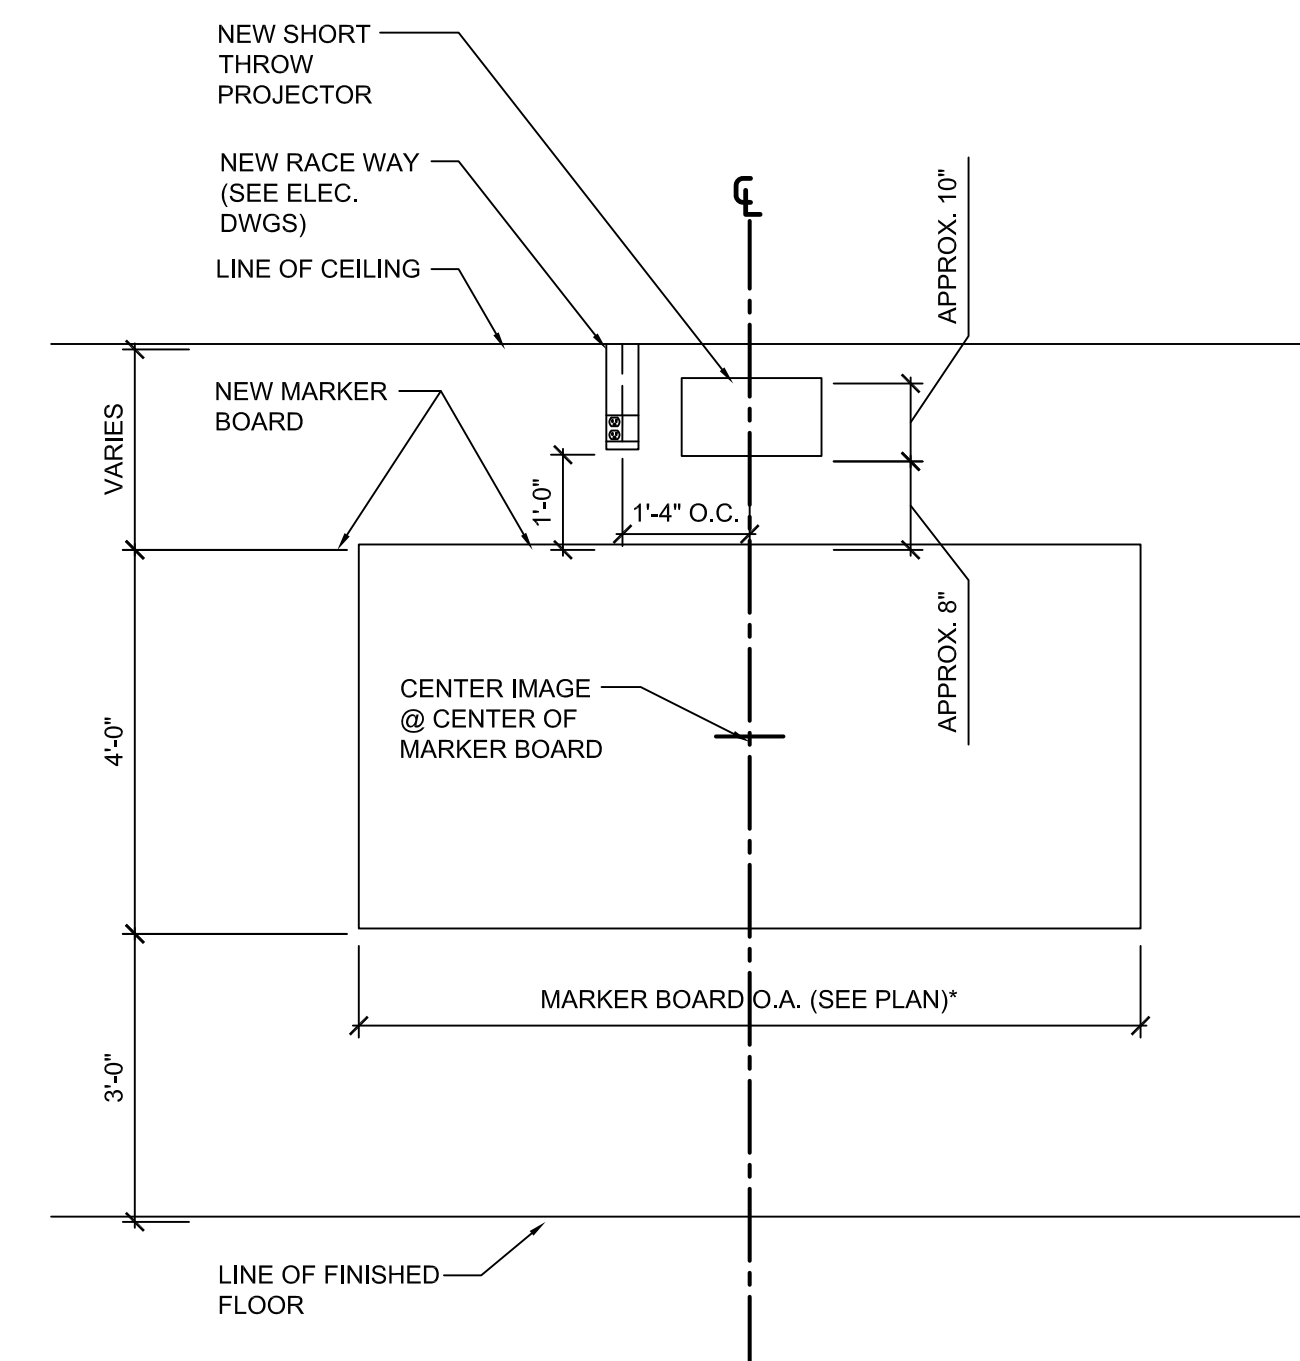 NEW SHORT
THROW
PROJECTOR
NEW RACE WAY
(SEE ELEC.
DWGS)
LINE OF CEILING
CL
APPROX. 10"
NEW MARKER
BOARD
VARIES
1'-0"
1'-4" O.C.
APPROX. 8"
CENTER IMAGE
@ CENTER OF
MARKER BOARD
4'-0"
MARKER BOARD O.A. (SEE PLAN)*
3'-0"
LINE OF FINISHED
FLOOR